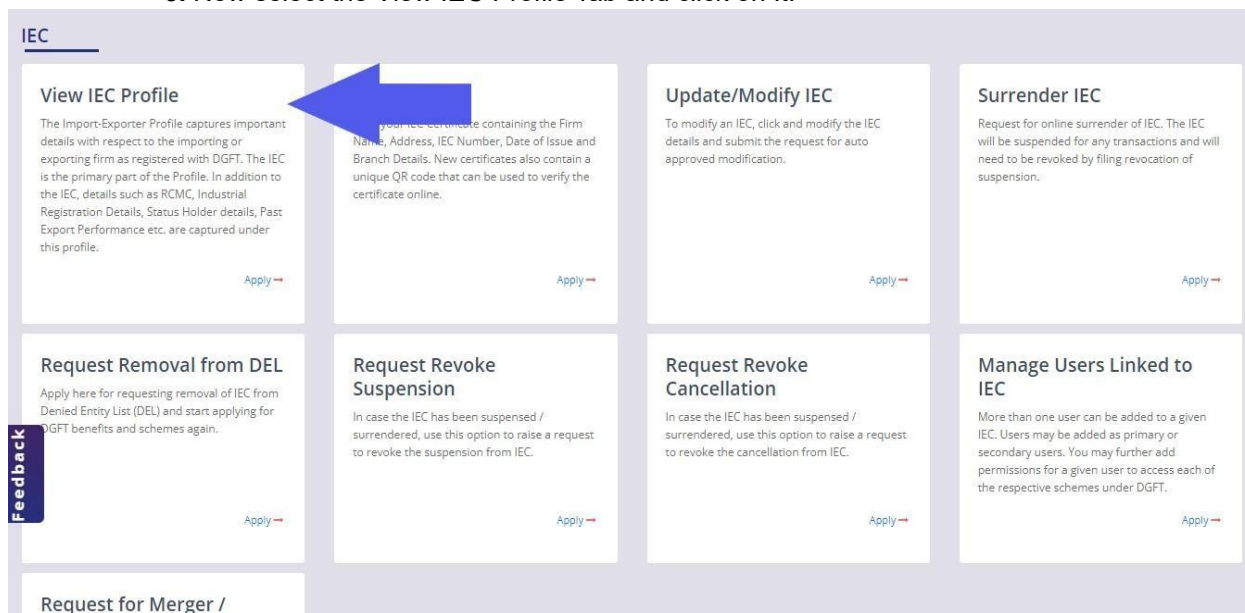 IEC
View IEC Profile
The Import-Exporter Profile captures important
details with respect to the importing or
exporting firm as registered with DGFT. The IEC
is the primary part of the Profile. In addition to
the IEC, details such as RCMC, Industrial
Registration Details, Status Holder details, Past
Export Performance etc. are captured under
this profile.
Apply
containing the Firm
Name, Address, IEC Number, Date of Issue and
Branch Details. New certificates also contain a
unique QR code that can be used to verify the
certificate online.
Apply
Update/Modify IEC
To modify an IEC, click and modify the IEC
details and submit the request for auto
approved modification.
Apply
Surrender IEC
Request for online surrender of IEC. The IEC
will be suspended for any transactions and will
need to be revoked by filing revocation of
suspension.
Apply
Request Removal from DEL
Apply here for requesting removal of IEC from
Denied Entity List (DEL) and start applying for
DGFT benefits and schemes again.
Apply
Request Revoke
Suspension
In case the IEC has been suspended /
surrendered, use this option to raise a request
to revoke the suspension from IEC.
Apply
Request Revoke
Cancellation
In case the IEC has been suspended /
surrendered, use this option to raise a request
to revoke the cancellation from IEC.
Apply
Manage Users Linked to
IEC
More than one user can be added to a given
IEC. Users may be added as primary or
secondary users. You may further add
permissions for a given user to access each of
the respective schemes under DGFT.
Apply
Feedback
Request for Merger /